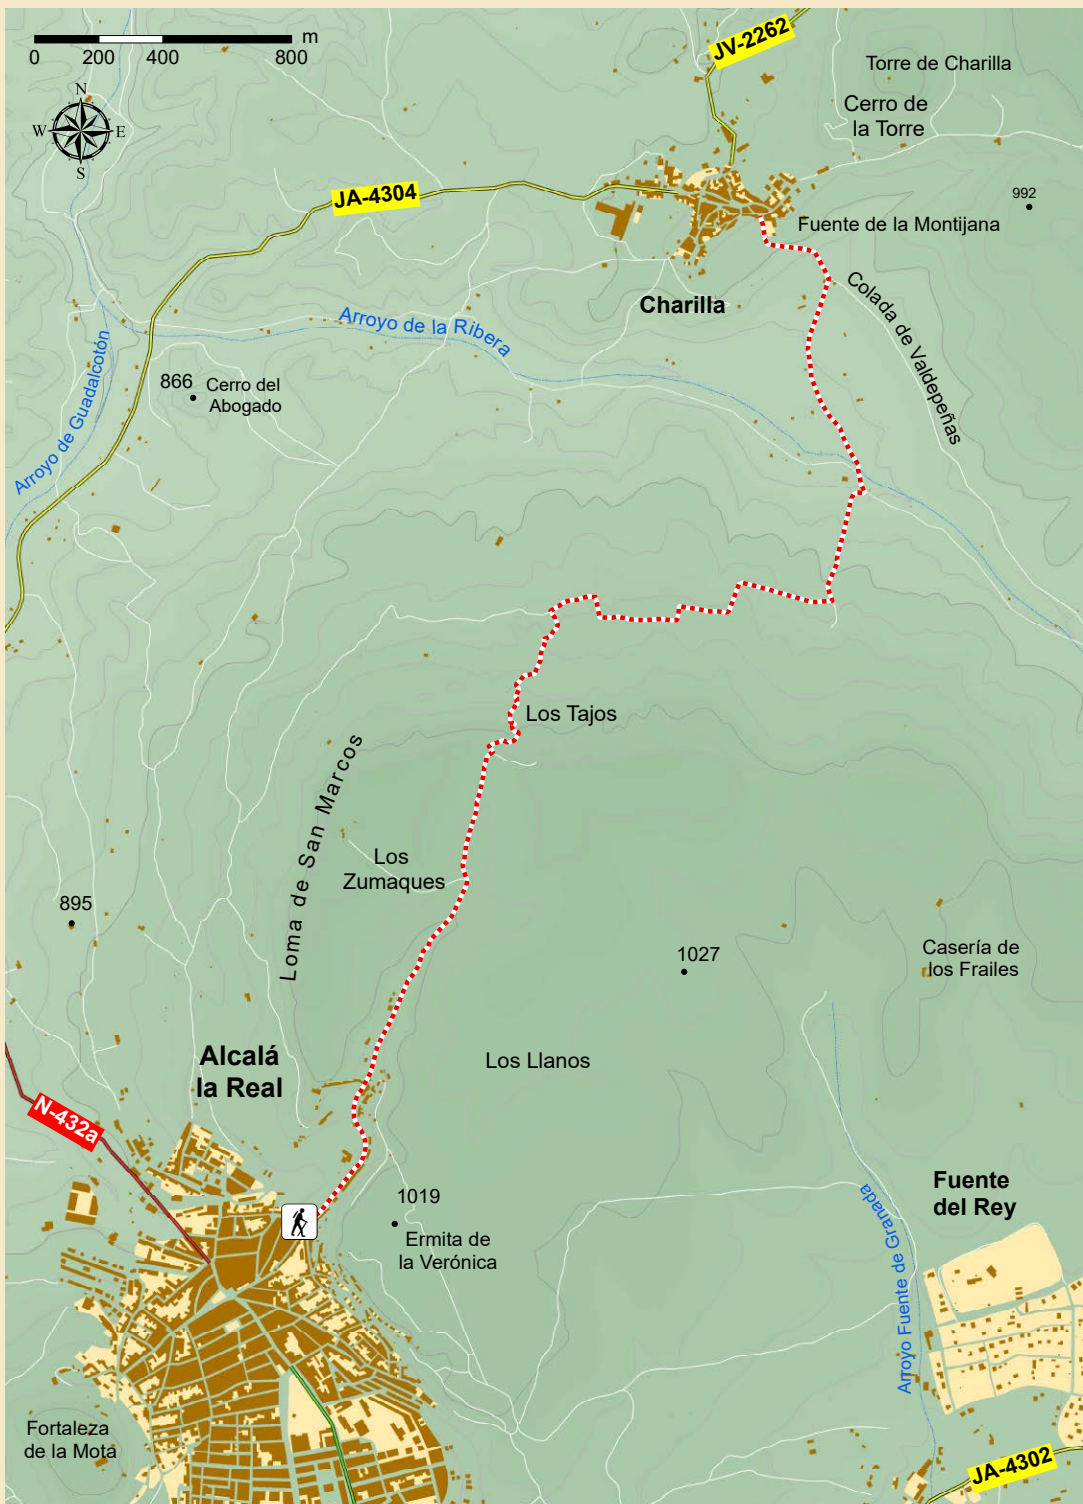 m
0 200 400 800
N
W E
S
JV-2262
Torre de Charilla
Cerro de
la Torre
JA-4304
992
Fuente de la Montijana
Charilla
Colada de Valdepeñas
Arroyo de la Ribera
Arroyo de Guadalcotón
866
Cerro del
Abogado
Los Tajos
Loma de San Marcos
Los
Zumaques
895
1027
Casería de
los Frailes
Alcalá
la Real
Los Llanos
N-432a
1019
Ermita de
la Verónica
Fuente
del Rey
Arroyo Fuente de Granada
Fortaleza
de la Mota
JA-4302